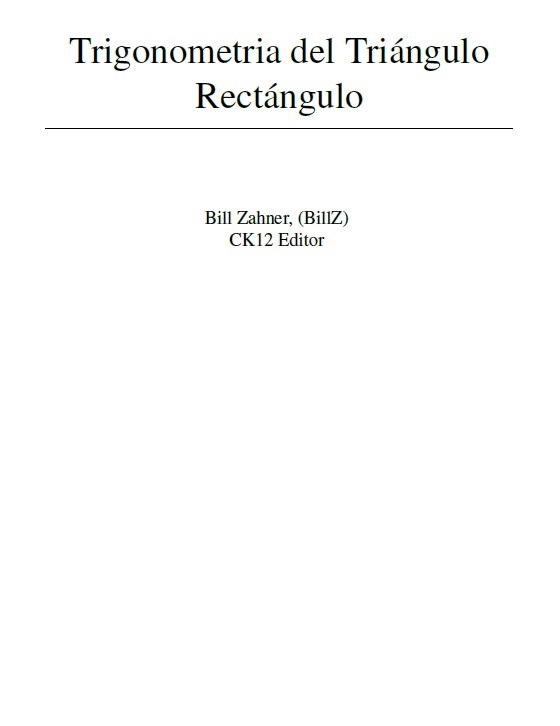 Trigonometria del Triángulo
Rectángulo
Bill Zahner, (BillZ)
CK12 Editor